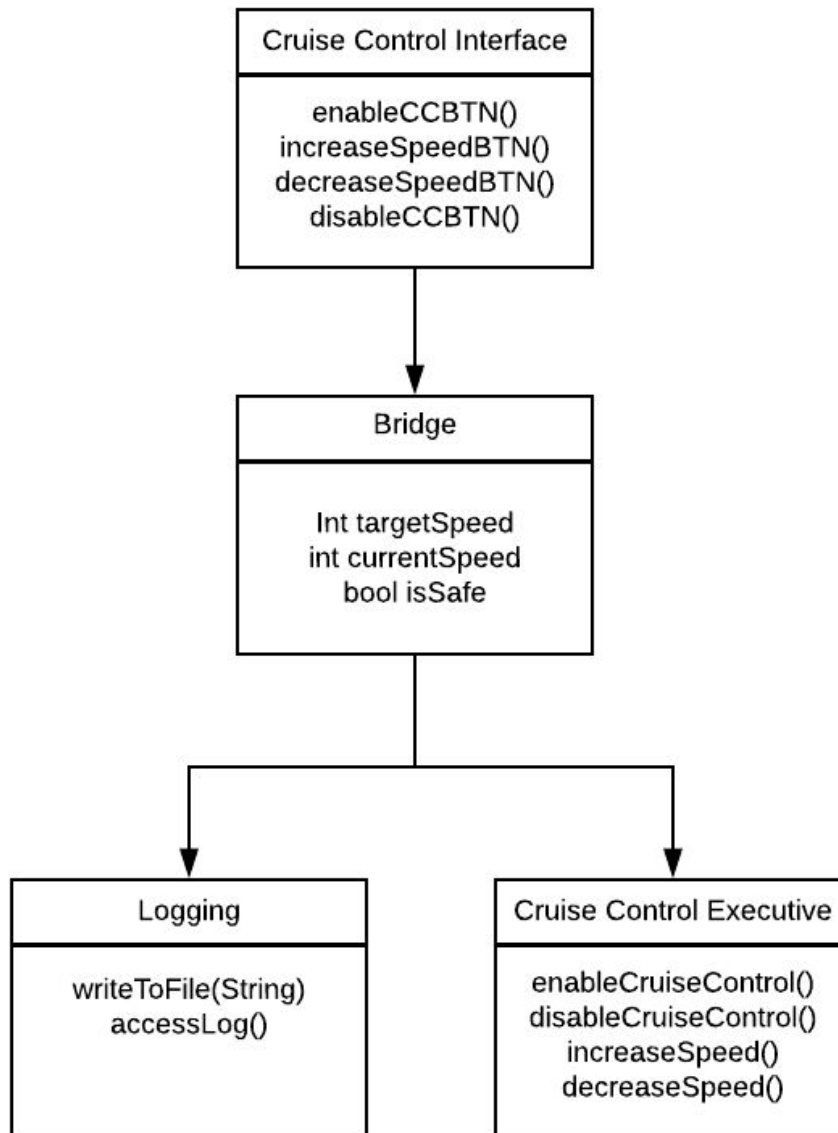 Cruise Control Interface
enableCCBTN()
increaseSpeedBTN()
decreaseSpeedBTN()
disableCCBTN()
Bridge
Int targetSpeed
int currentSpeed
bool isSafe
Logging
writeToFile(String)
accessLog()
Cruise Control Executive
enableCruiseControl()
disableCruiseControl()
increaseSpeed()
decreaseSpeed()